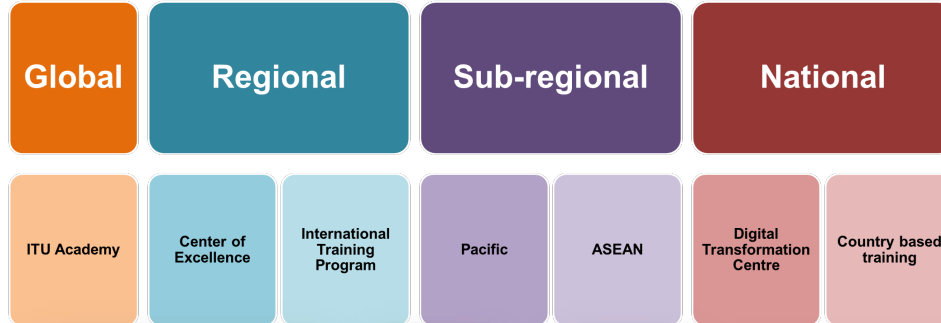 Global
Regional
Sub-regional
National
ITU Academy
Center of
Excellence
International
Training
Program
Pacific
ASEAN
Digital
Transformation
Centre
Country based
training